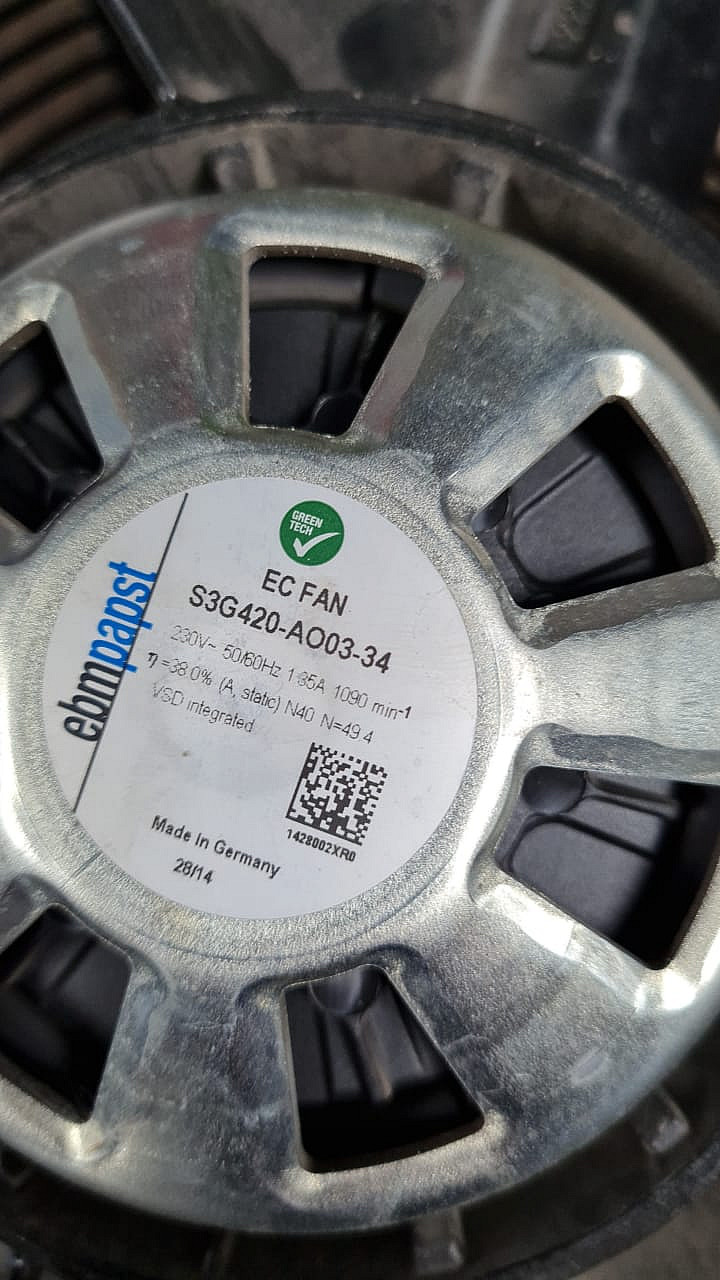 GREEN
TECH
ebmpapst
EC FAN
S3G420-AO03-34
230V~ 50/60Hz 1.35A 1090 min⁻¹
η =38.0% (A, static) N40 N=49.4
VSD integrated
1428002XR0
Made in Germany
28/14